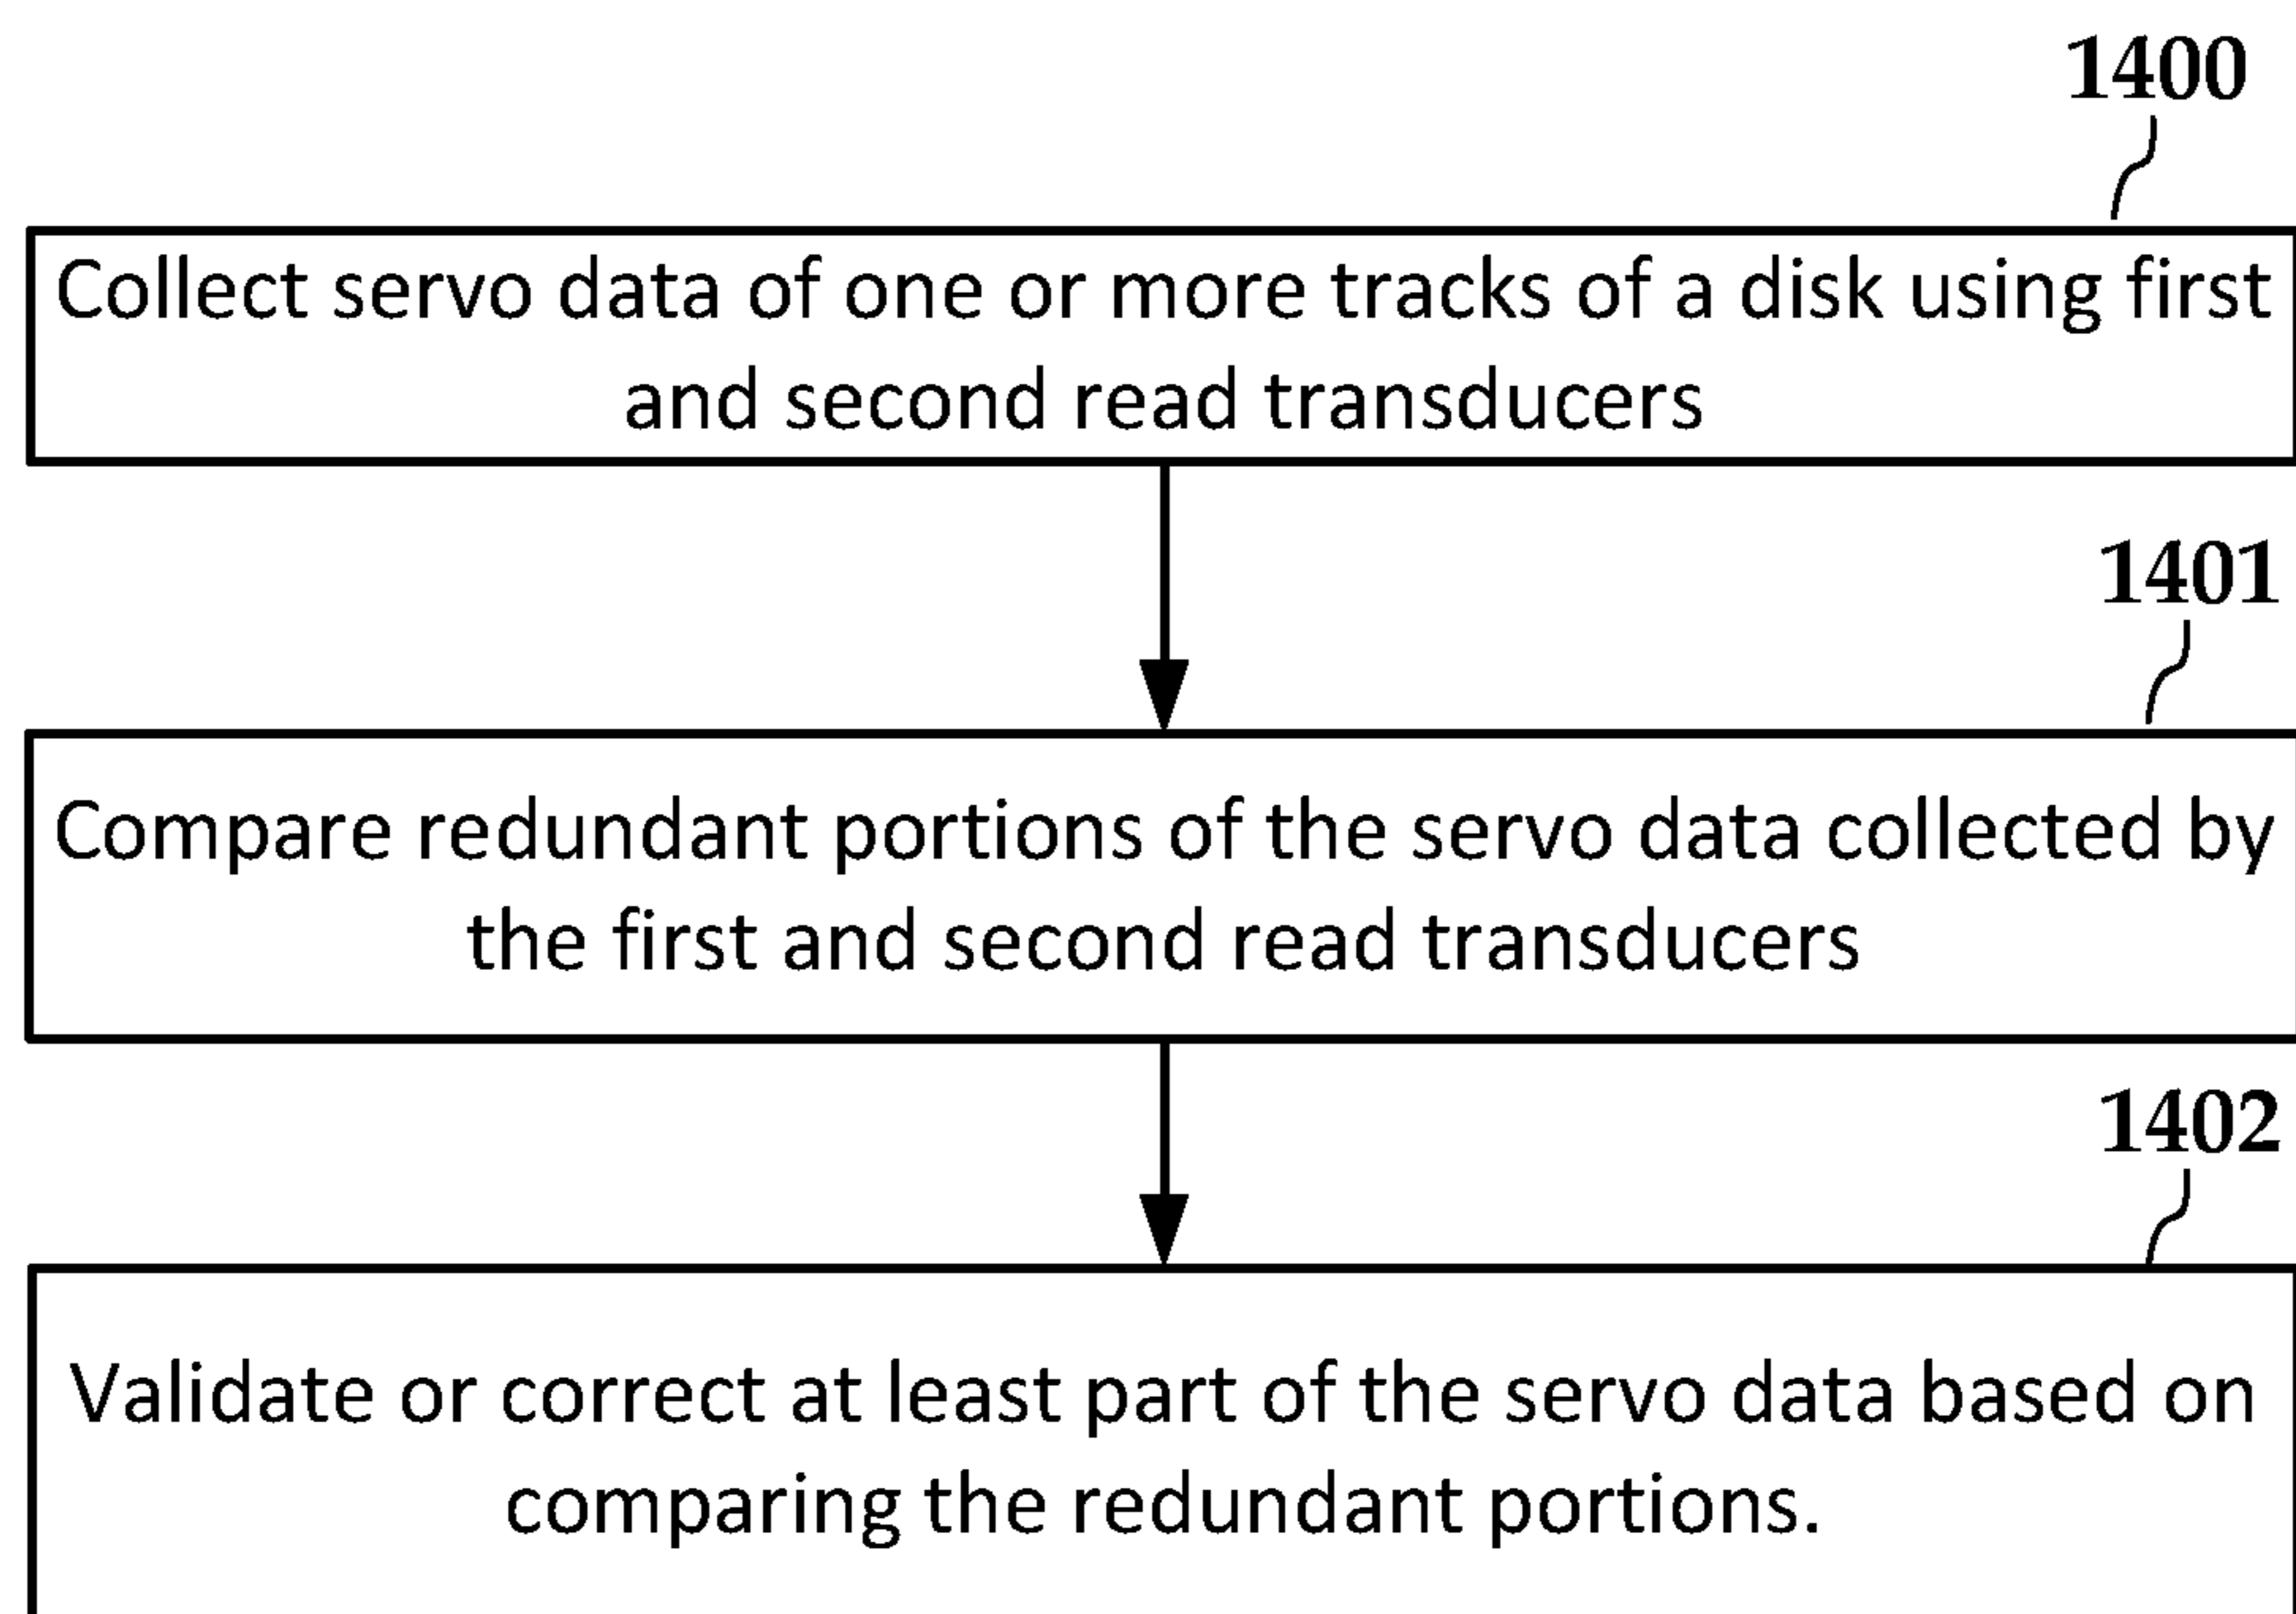 1400
Collect servo data of one or more tracks of a disk using first
and second read transducers
1401
Compare redundant portions of the servo data collected by
the first and second read transducers
1402
Validate or correct at least part of the servo data based on
comparing the redundant portions.